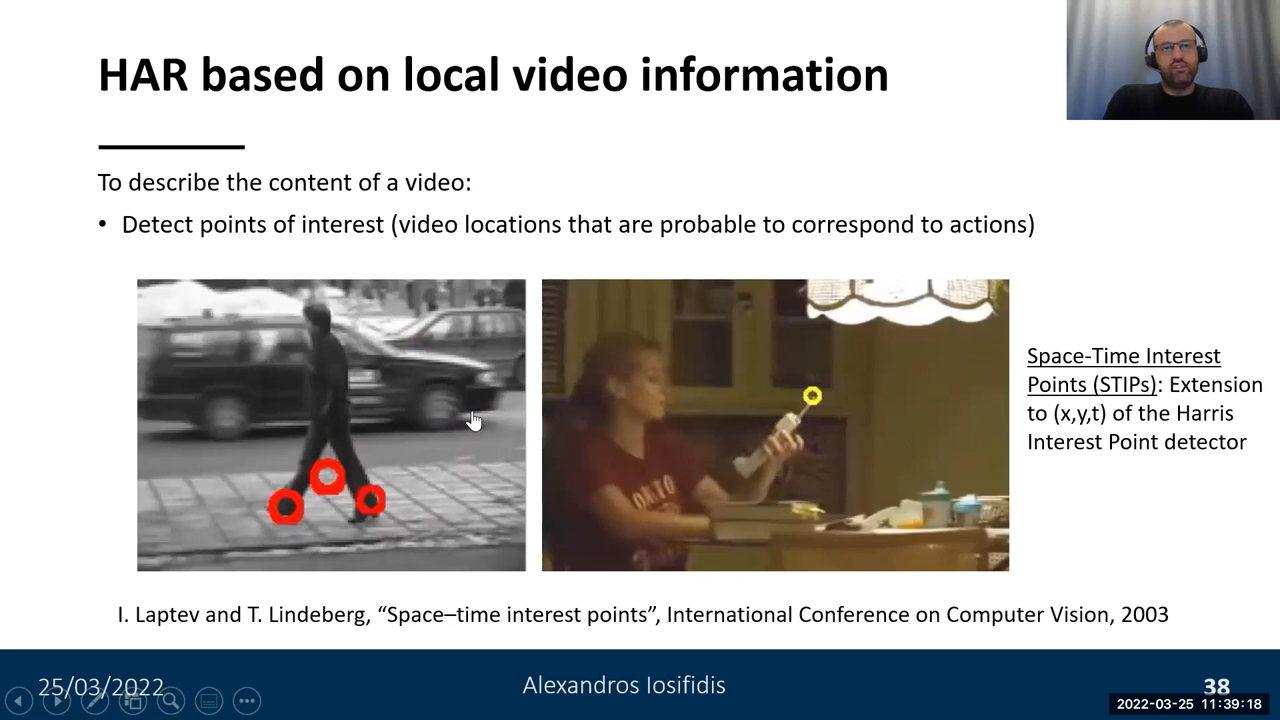 HAR based on local video information
To describe the content of a video:
• Detect points of interest (video locations that are probable to correspond to actions)
Space-Time Interest
Points (STIPs): Extension
to (x,y,t) of the Harris
Interest Point detector
I. Laptev and T. Lindeberg, “Space–time interest points”, International Conference on Computer Vision, 2003
25/03/2022
Alexandros Iosifidis
38
2022-03-25 11:39:18